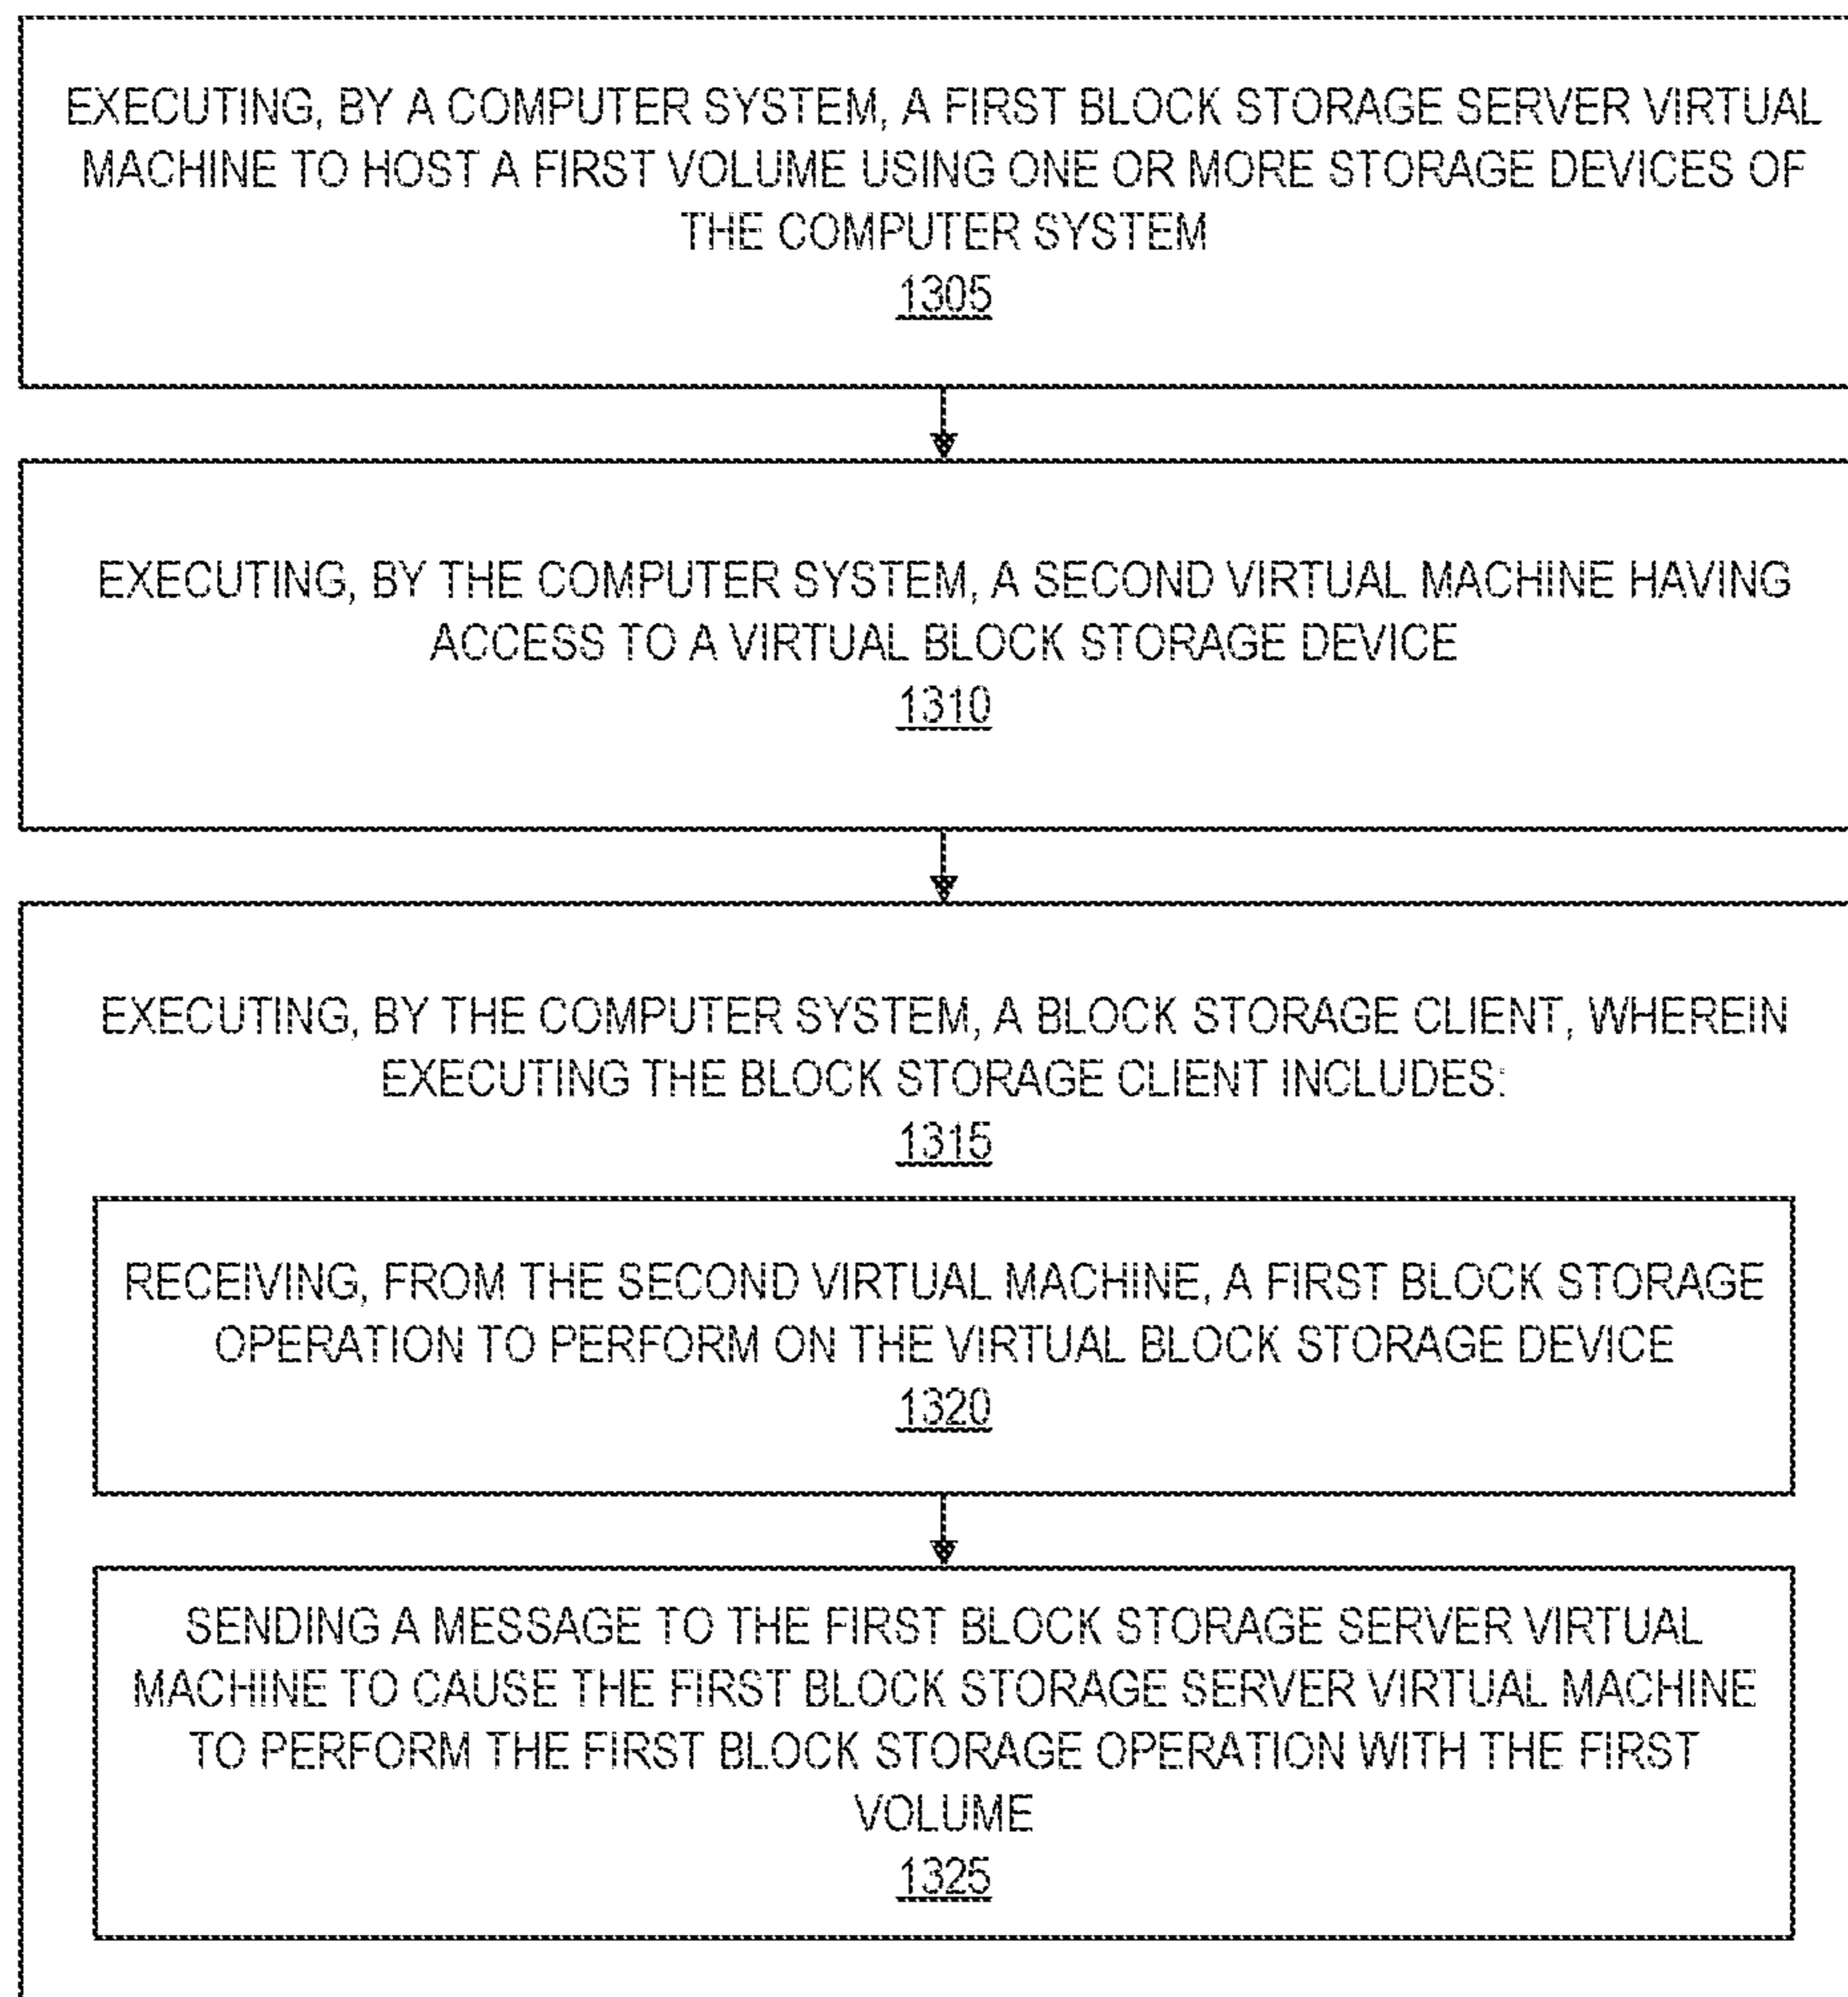 EXECUTING, BY A COMPUTER SYSTEM, A FIRST BLOCK STORAGE SERVER VIRTUAL
MACHINE TO HOST A FIRST VOLUME USING ONE OR MORE STORAGE DEVICES OF
THE COMPUTER SYSTEM
1305
EXECUTING, BY THE COMPUTER SYSTEM, A SECOND VIRTUAL MACHINE HAVING
ACCESS TO A VIRTUAL BLOCK STORAGE DEVICE
1310
EXECUTING, BY THE COMPUTER SYSTEM, A BLOCK STORAGE CLIENT, WHEREIN
EXECUTING THE BLOCK STORAGE CLIENT INCLUDES:
1315
RECEIVING, FROM THE SECOND VIRTUAL MACHINE, A FIRST BLOCK STORAGE
OPERATION TO PERFORM ON THE VIRTUAL BLOCK STORAGE DEVICE
1320
SENDING A MESSAGE TO THE FIRST BLOCK STORAGE SERVER VIRTUAL
MACHINE TO CAUSE THE FIRST BLOCK STORAGE SERVER VIRTUAL MACHINE
TO PERFORM THE FIRST BLOCK STORAGE OPERATION WITH THE FIRST
VOLUME
1325